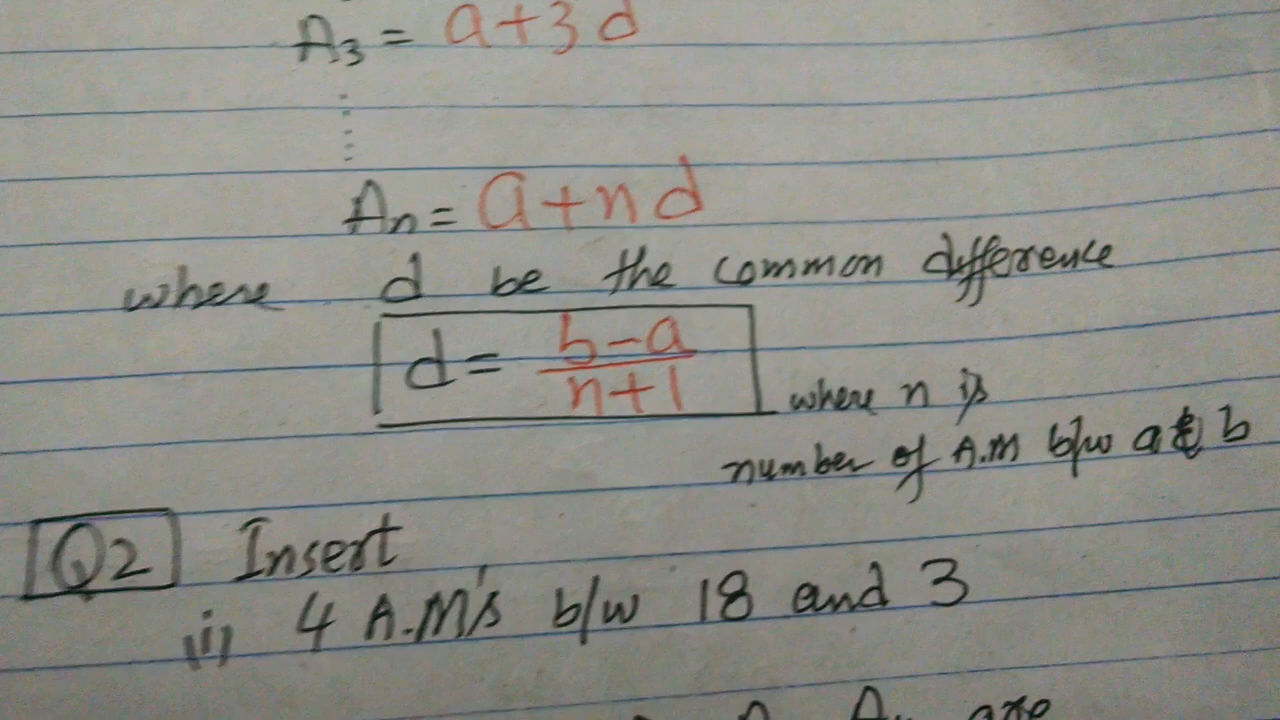 A₃ = a+3d
⋮
Aₙ = a+nd
where d be the common difference
d = (b-a)/(n+1) where n is
number of A.M b/w a & b
Q2 Insert
(i) 4 A.M's b/w 18 and 3
are